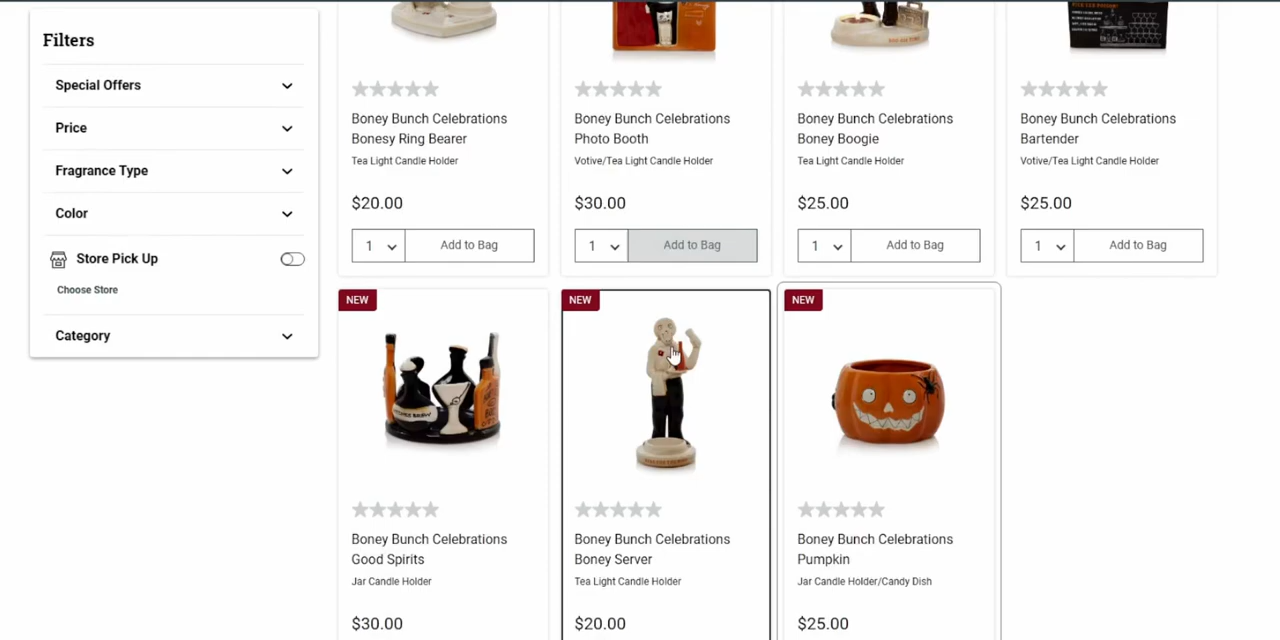 Filters
Special Offers
Price
Fragrance Type
Color
Store Pick Up
Choose Store
Category
Boney Bunch Celebrations
Bonesy Ring Bearer
Tea Light Candle Holder
$20.00
1
Add to Bag
Boney Bunch Celebrations
Photo Booth
Votive/Tea Light Candle Holder
$30.00
1
Add to Bag
Boney Bunch Celebrations
Boney Boogie
Tea Light Candle Holder
$25.00
1
Add to Bag
Boney Bunch Celebrations
Bartender
Votive/Tea Light Candle Holder
$25.00
1
Add to Bag
NEW
Boney Bunch Celebrations
Good Spirits
Jar Candle Holder
$30.00
NEW
Boney Bunch Celebrations
Boney Server
Tea Light Candle Holder
$20.00
NEW
Boney Bunch Celebrations
Pumpkin
Jar Candle Holder/Candy Dish
$25.00